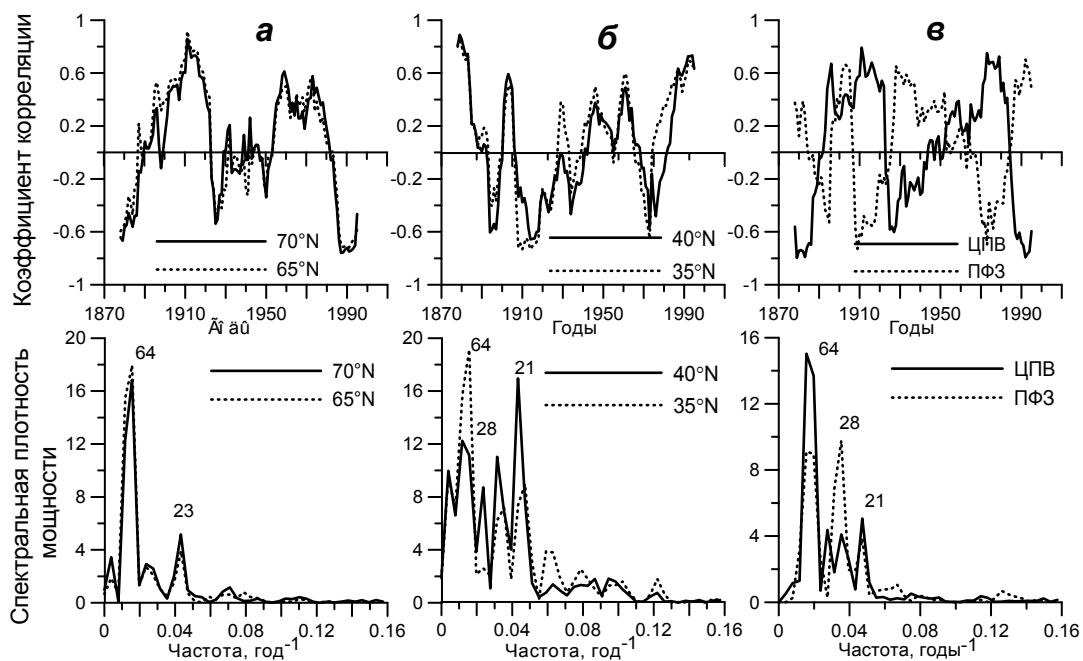 Коэффициент корреляции
1
0.6
0.2
-0.2
-0.6
-1
а
70°N
65°N
1870 1910 1950 1990
Ãî äû
1
0.6
0.2
-0.2
-0.6
-1
б
40°N
35°N
1870 1910 1950 1990
Годы
1
0.6
0.2
-0.2
-0.6
-1
в
ЦПВ
ПФЗ
1870 1910 1950 1990
Годы
Спектральная плотность
мощности
20
16
12
8
4
0
64
23
70°N
65°N
0 0.04 0.08 0.12 0.16
Частота, год-1
20
16
12
8
4
0
64
28
21
40°N
35°N
0 0.04 0.08 0.12 0.16
Частота, год-1
16
12
8
4
0
64
28
21
ЦПВ
ПФЗ
0 0.04 0.08 0.12 0.16
Частота, годы-1